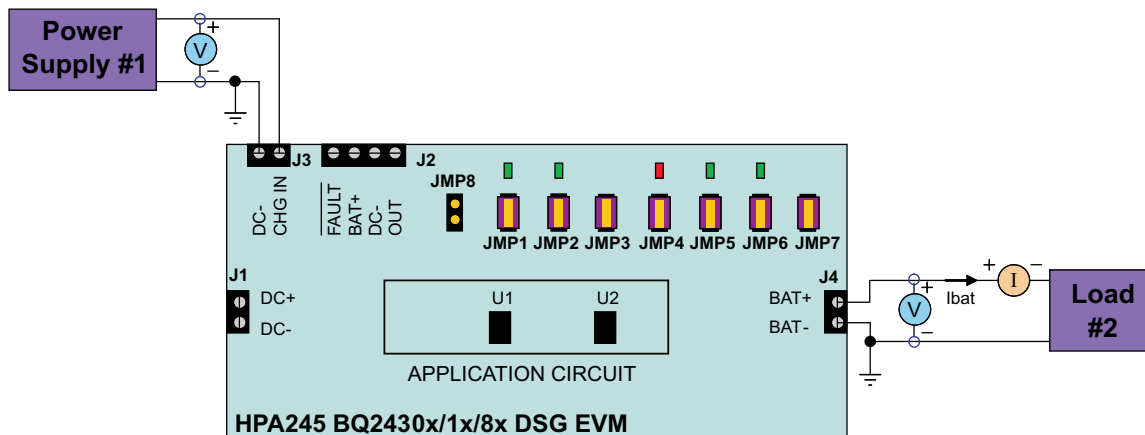 Power
Supply #1
+
V
−
J3
J2
DC-
CHG IN
FAULT
BAT+
DC-
OUT
JMP8
JMP1
JMP2
JMP3
JMP4
JMP5
JMP6
JMP7
J1
DC+
DC-
U1
U2
APPLICATION CIRCUIT
J4
BAT+
BAT-
+
V
−
Ibat
+
I
−
Load
#2
HPA245 BQ2430x/1x/8x DSG EVM